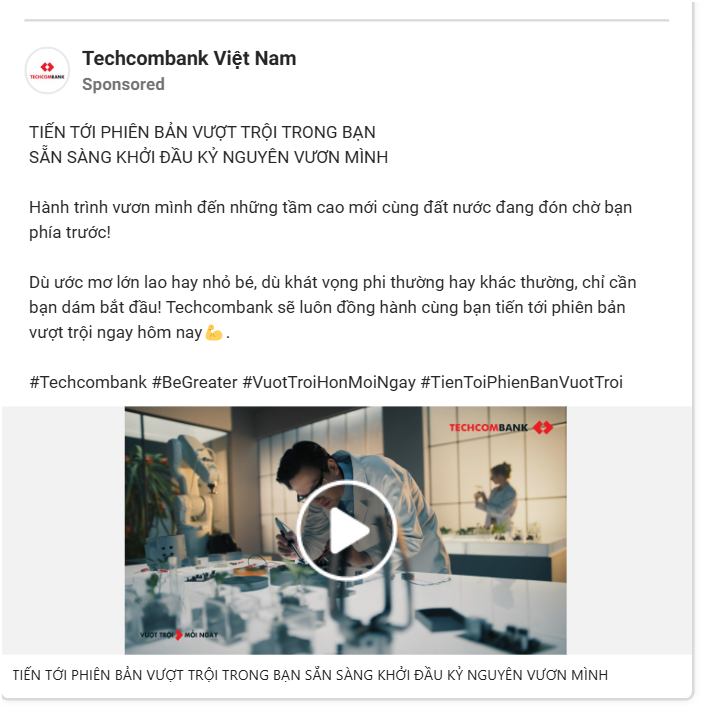 Techcombank Việt Nam
TECHCOMBANK
Sponsored
TIẾN TỚI PHIÊN BẢN VƯỢT TRỘI TRONG BẠN
SẴN SÀNG KHỞI ĐẦU KỶ NGUYÊN VƯƠN MÌNH
Hành trình vươn mình đến những tầm cao mới cùng đất nước đang đón chờ bạn
phía trước!
Dù ước mơ lớn lao hay nhỏ bé, dù khát vọng phi thường hay khác thường, chỉ cần
bạn dám bắt đầu! Techcombank sẽ luôn đồng hành cùng bạn tiến tới phiên bản
vượt trội ngay hôm nay💪.
#Techcombank #BeGreater #VuotTroiHonMoiNgay #TienToiPhienBanVuotTroi
TECHCOMBANK
VƯỢT TRỘI MỖI NGÀY
TIẾN TỚI PHIÊN BẢN VƯỢT TRỘI TRONG BẠN SẴN SÀNG KHỞI ĐẦU KỶ NGUYÊN VƯƠN MÌNH